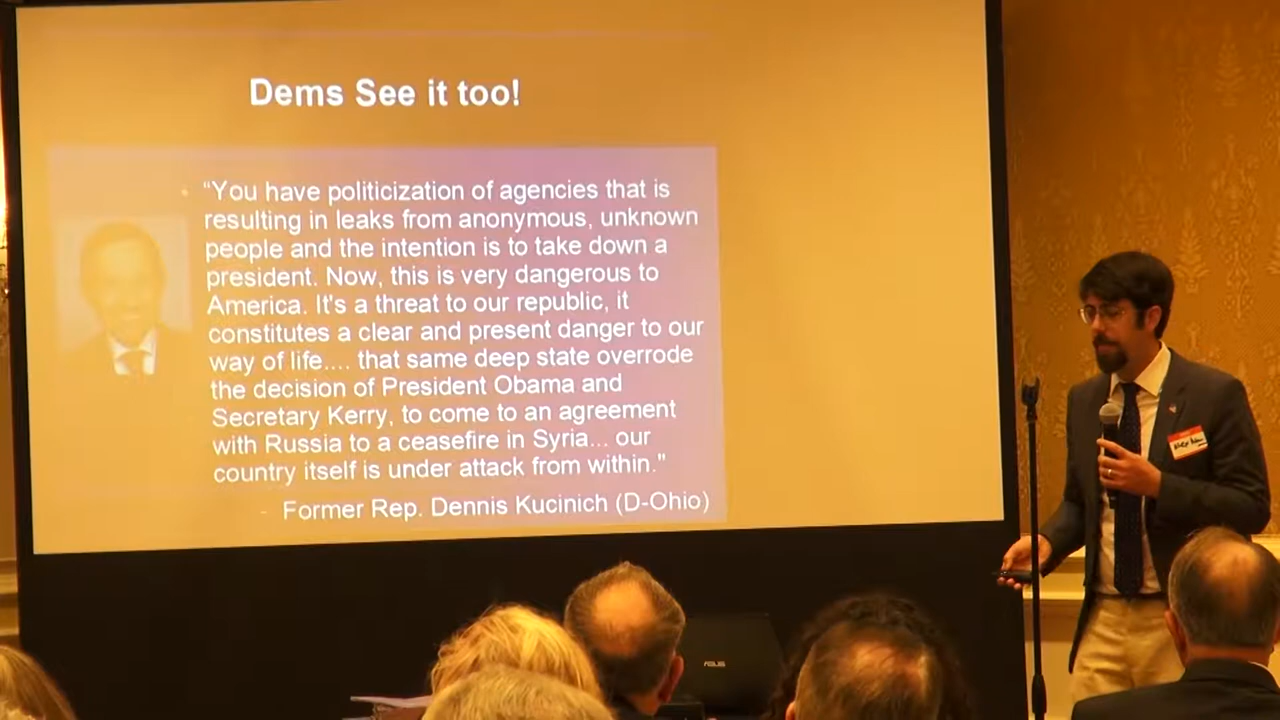 Dems See it too!
"You have politicization of agencies that is
resulting in leaks from anonymous, unknown
people and the intention is to take down a
president. Now, this is very dangerous to
America. It's a threat to our republic, it
constitutes a clear and present danger to our
way of life.... that same deep state overrode
the decision of President Obama and
Secretary Kerry, to come to an agreement
with Russia to a ceasefire in Syria... our
country itself is under attack from within."
- Former Rep. Dennis Kucinich (D-Ohio)
ASUS